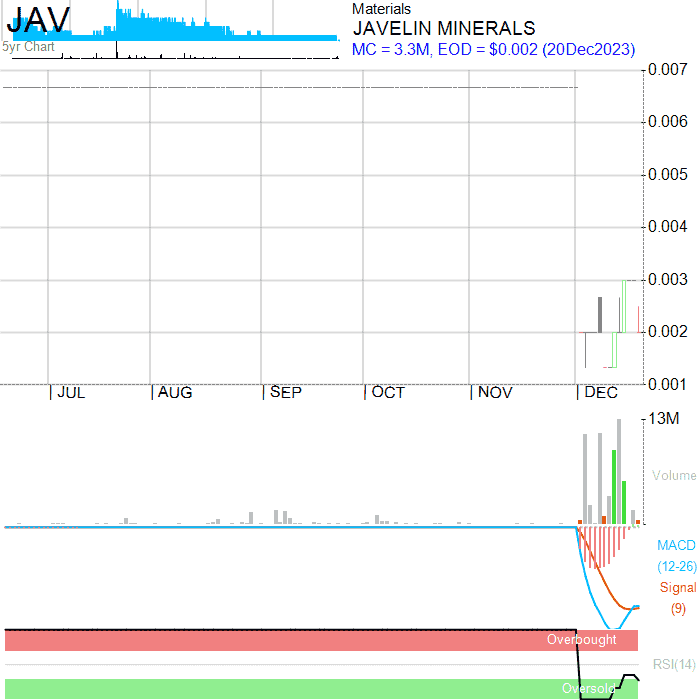 JAV
5yr Chart
Materials
JAVELIN MINERALS
MC = 3.3M, EOD = $0.002 (20Dec2023)
0.007
0.006
0.005
0.004
0.003
0.002
0.001
JUL
AUG
SEP
OCT
NOV
DEC
13M
Volume
MACD
(12-26)
Signal
(9)
Overbought
RSI(14)
Oversold